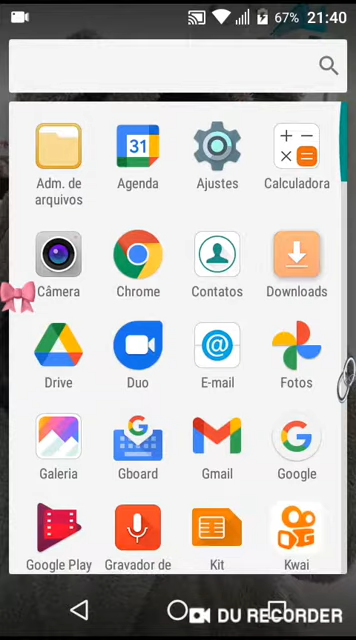 67% 21:40
31
Adm. de
arquivos
Agenda
Ajustes
Calculadora
Câmera
Chrome
Contatos
Downloads
Drive
Duo
E-mail
Fotos
Galeria
Gboard
Gmail
Google
Google Play
Gravador de
Kit
Kwai
DU RECORDER